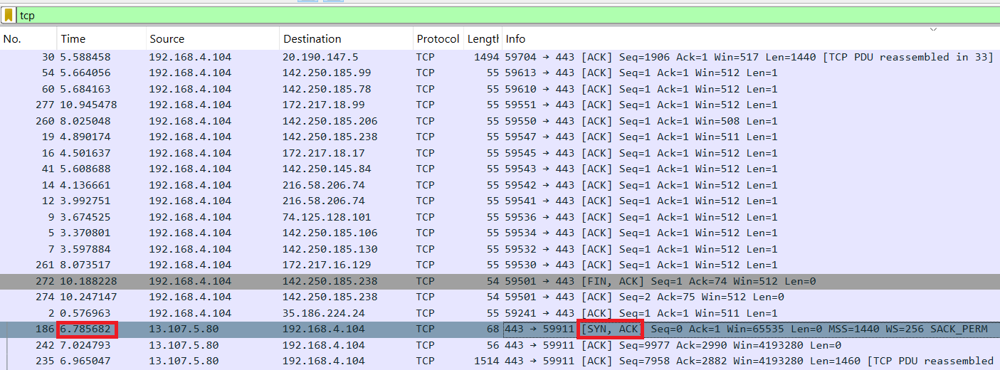 tcp
No. Time Source Destination Protocol Length Info
30 5.588458 192.168.4.104 20.190.147.5 TCP 1494 59704 → 443 [ACK] Seq=1906 Ack=1 Win=517 Len=1440 [TCP PDU reassembled in 33]
54 5.664056 192.168.4.104 142.250.185.99 TCP 55 59613 → 443 [ACK] Seq=1 Ack=1 Win=512 Len=1
60 5.684163 192.168.4.104 142.250.185.78 TCP 55 59610 → 443 [ACK] Seq=1 Ack=1 Win=512 Len=1
277 10.945478 192.168.4.104 172.217.18.99 TCP 55 59551 → 443 [ACK] Seq=1 Ack=1 Win=512 Len=1
260 8.025048 192.168.4.104 142.250.185.206 TCP 55 59550 → 443 [ACK] Seq=1 Ack=1 Win=508 Len=1
19 4.890174 192.168.4.104 142.250.185.238 TCP 55 59547 → 443 [ACK] Seq=1 Ack=1 Win=511 Len=1
16 4.501637 192.168.4.104 172.217.18.17 TCP 55 59545 → 443 [ACK] Seq=1 Ack=1 Win=512 Len=1
41 5.608688 192.168.4.104 142.250.145.84 TCP 55 59543 → 443 [ACK] Seq=1 Ack=1 Win=512 Len=1
14 4.136661 192.168.4.104 216.58.206.74 TCP 55 59542 → 443 [ACK] Seq=1 Ack=1 Win=512 Len=1
12 3.992751 192.168.4.104 216.58.206.74 TCP 55 59541 → 443 [ACK] Seq=1 Ack=1 Win=512 Len=1
9 3.674525 192.168.4.104 74.125.128.101 TCP 55 59536 → 443 [ACK] Seq=1 Ack=1 Win=512 Len=1
5 3.370801 192.168.4.104 142.250.185.106 TCP 55 59534 → 443 [ACK] Seq=1 Ack=1 Win=512 Len=1
7 3.597884 192.168.4.104 142.250.185.130 TCP 55 59532 → 443 [ACK] Seq=1 Ack=1 Win=512 Len=1
261 8.073517 192.168.4.104 172.217.16.129 TCP 55 59530 → 443 [ACK] Seq=1 Ack=1 Win=512 Len=1
272 10.188228 192.168.4.104 142.250.185.238 TCP 54 59501 → 443 [FIN, ACK] Seq=1 Ack=74 Win=512 Len=0
274 10.247147 192.168.4.104 142.250.185.238 TCP 54 59501 → 443 [ACK] Seq=2 Ack=75 Win=512 Len=0
2 0.576963 192.168.4.104 35.186.224.24 TCP 55 59241 → 443 [ACK] Seq=1 Ack=1 Win=511 Len=1
186 6.785682 13.107.5.80 192.168.4.104 TCP 68 443 → 59911 [SYN, ACK] Seq=0 Ack=1 Win=65535 Len=0 MSS=1440 WS=256 SACK_PERM
242 7.024793 13.107.5.80 192.168.4.104 TCP 56 443 → 59911 [ACK] Seq=9977 Ack=2990 Win=4193280 Len=0
235 6.965047 13.107.5.80 192.168.4.104 TCP 1514 443 → 59911 [ACK] Seq=7958 Ack=2882 Win=4193280 Len=1460 [TCP PDU reassembled